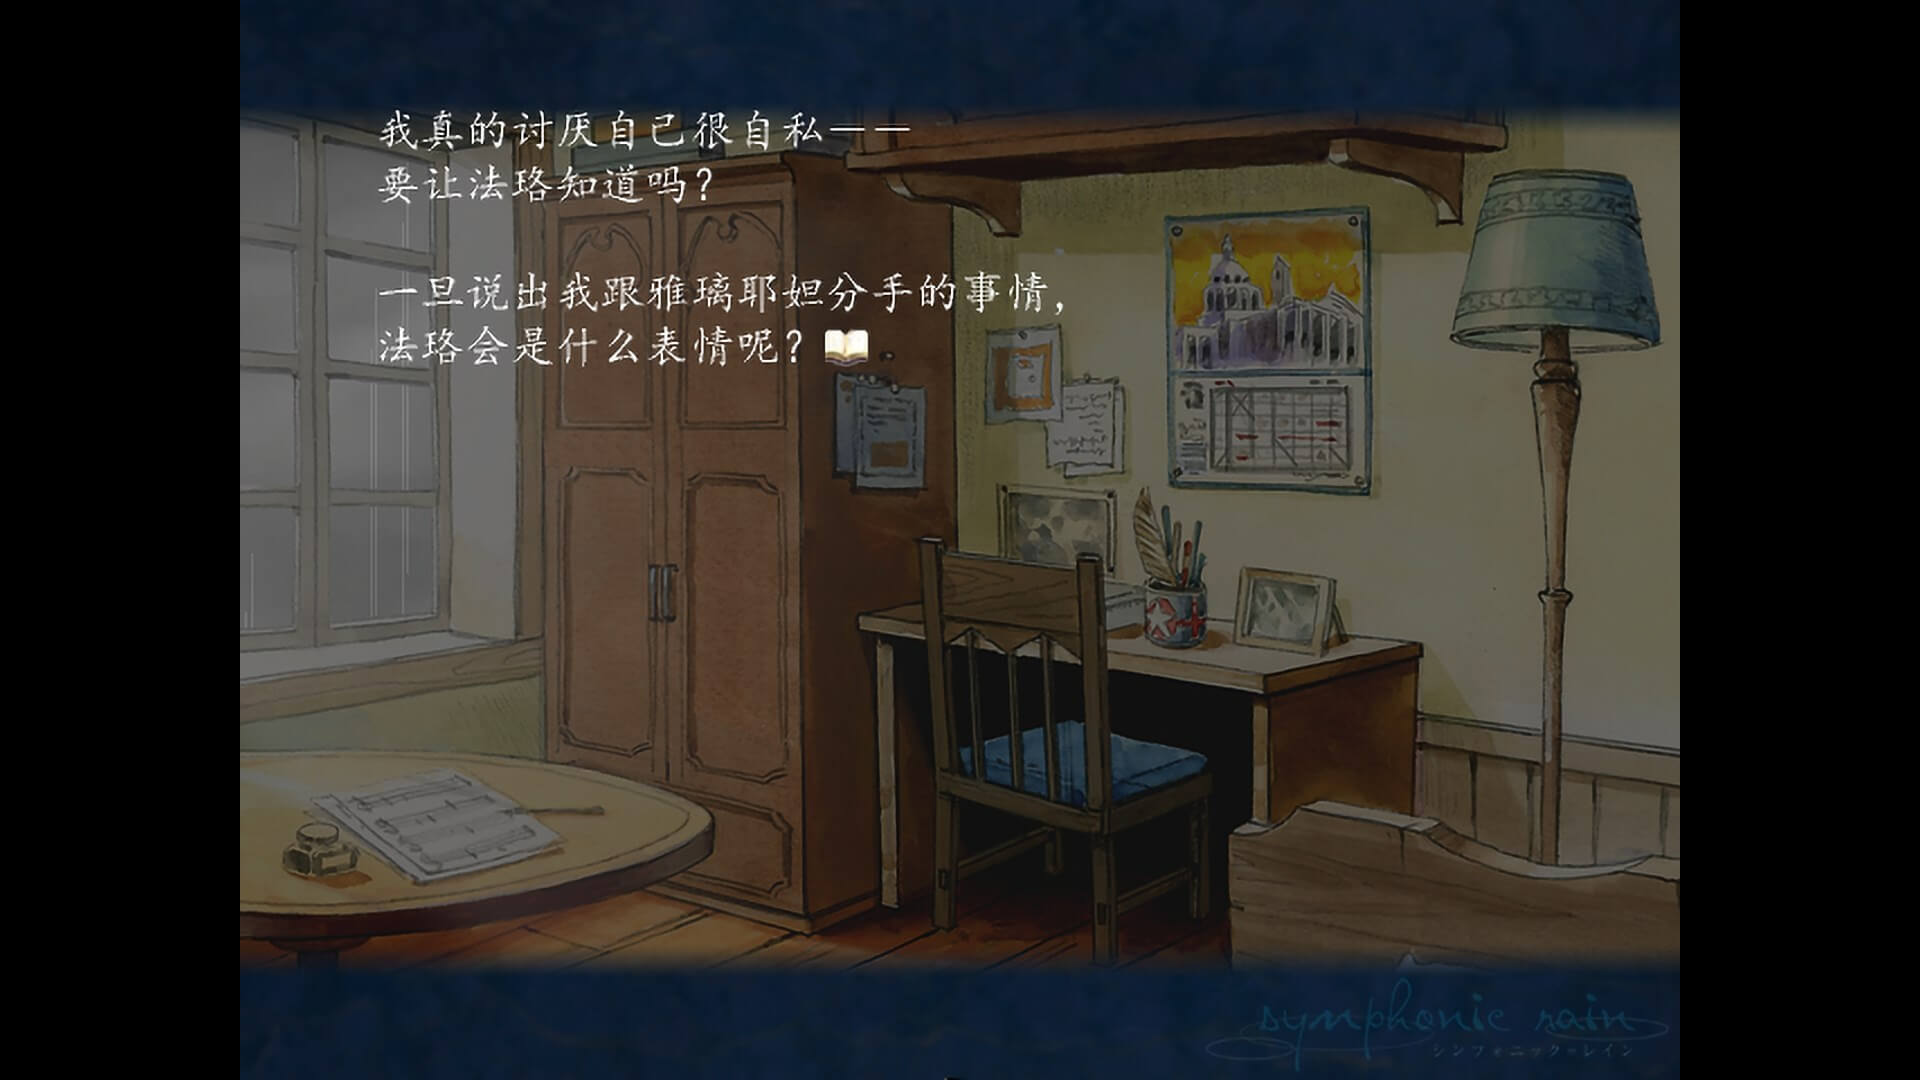 我真的讨厌自己很自私——
要让法珞知道吗？
一旦说出我跟雅璃耶妲分手的事情，
法珞会是什么表情呢？
symphonic rain
シンフォニック＝レイン